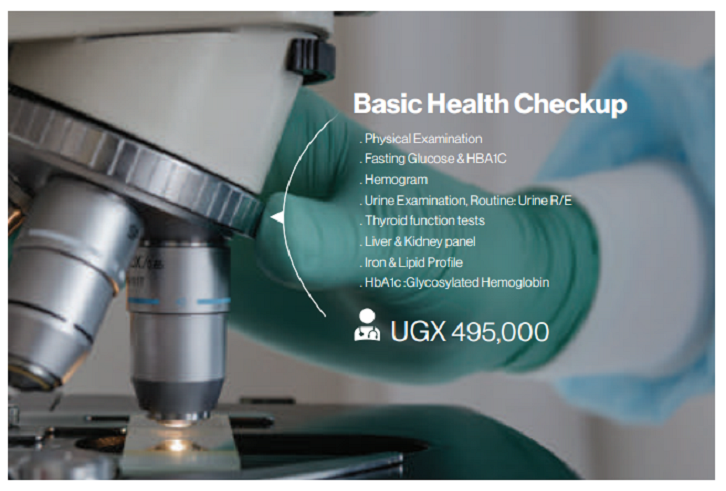 Basic Health Checkup
. Physical Examination
. Fasting Glucose & HBA1C
. Hemogram
. Urine Examination, Routine: Urine R/E
. Thyroid function tests
. Liver & Kidney panel
. Iron & Lipid Profile
. HbA1c :Glycosylated Hemoglobin
UGX 495,000